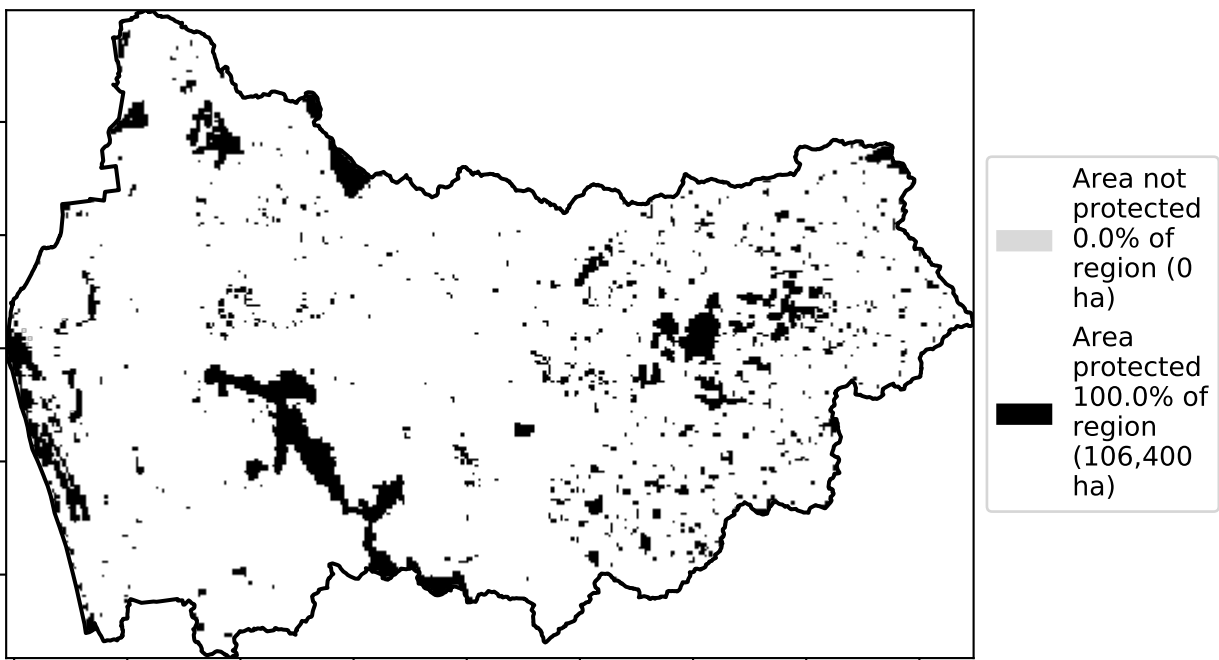 Area not
protected
0.0% of
region (0
ha)
Area
protected
100.0% of
region
(106,400
ha)